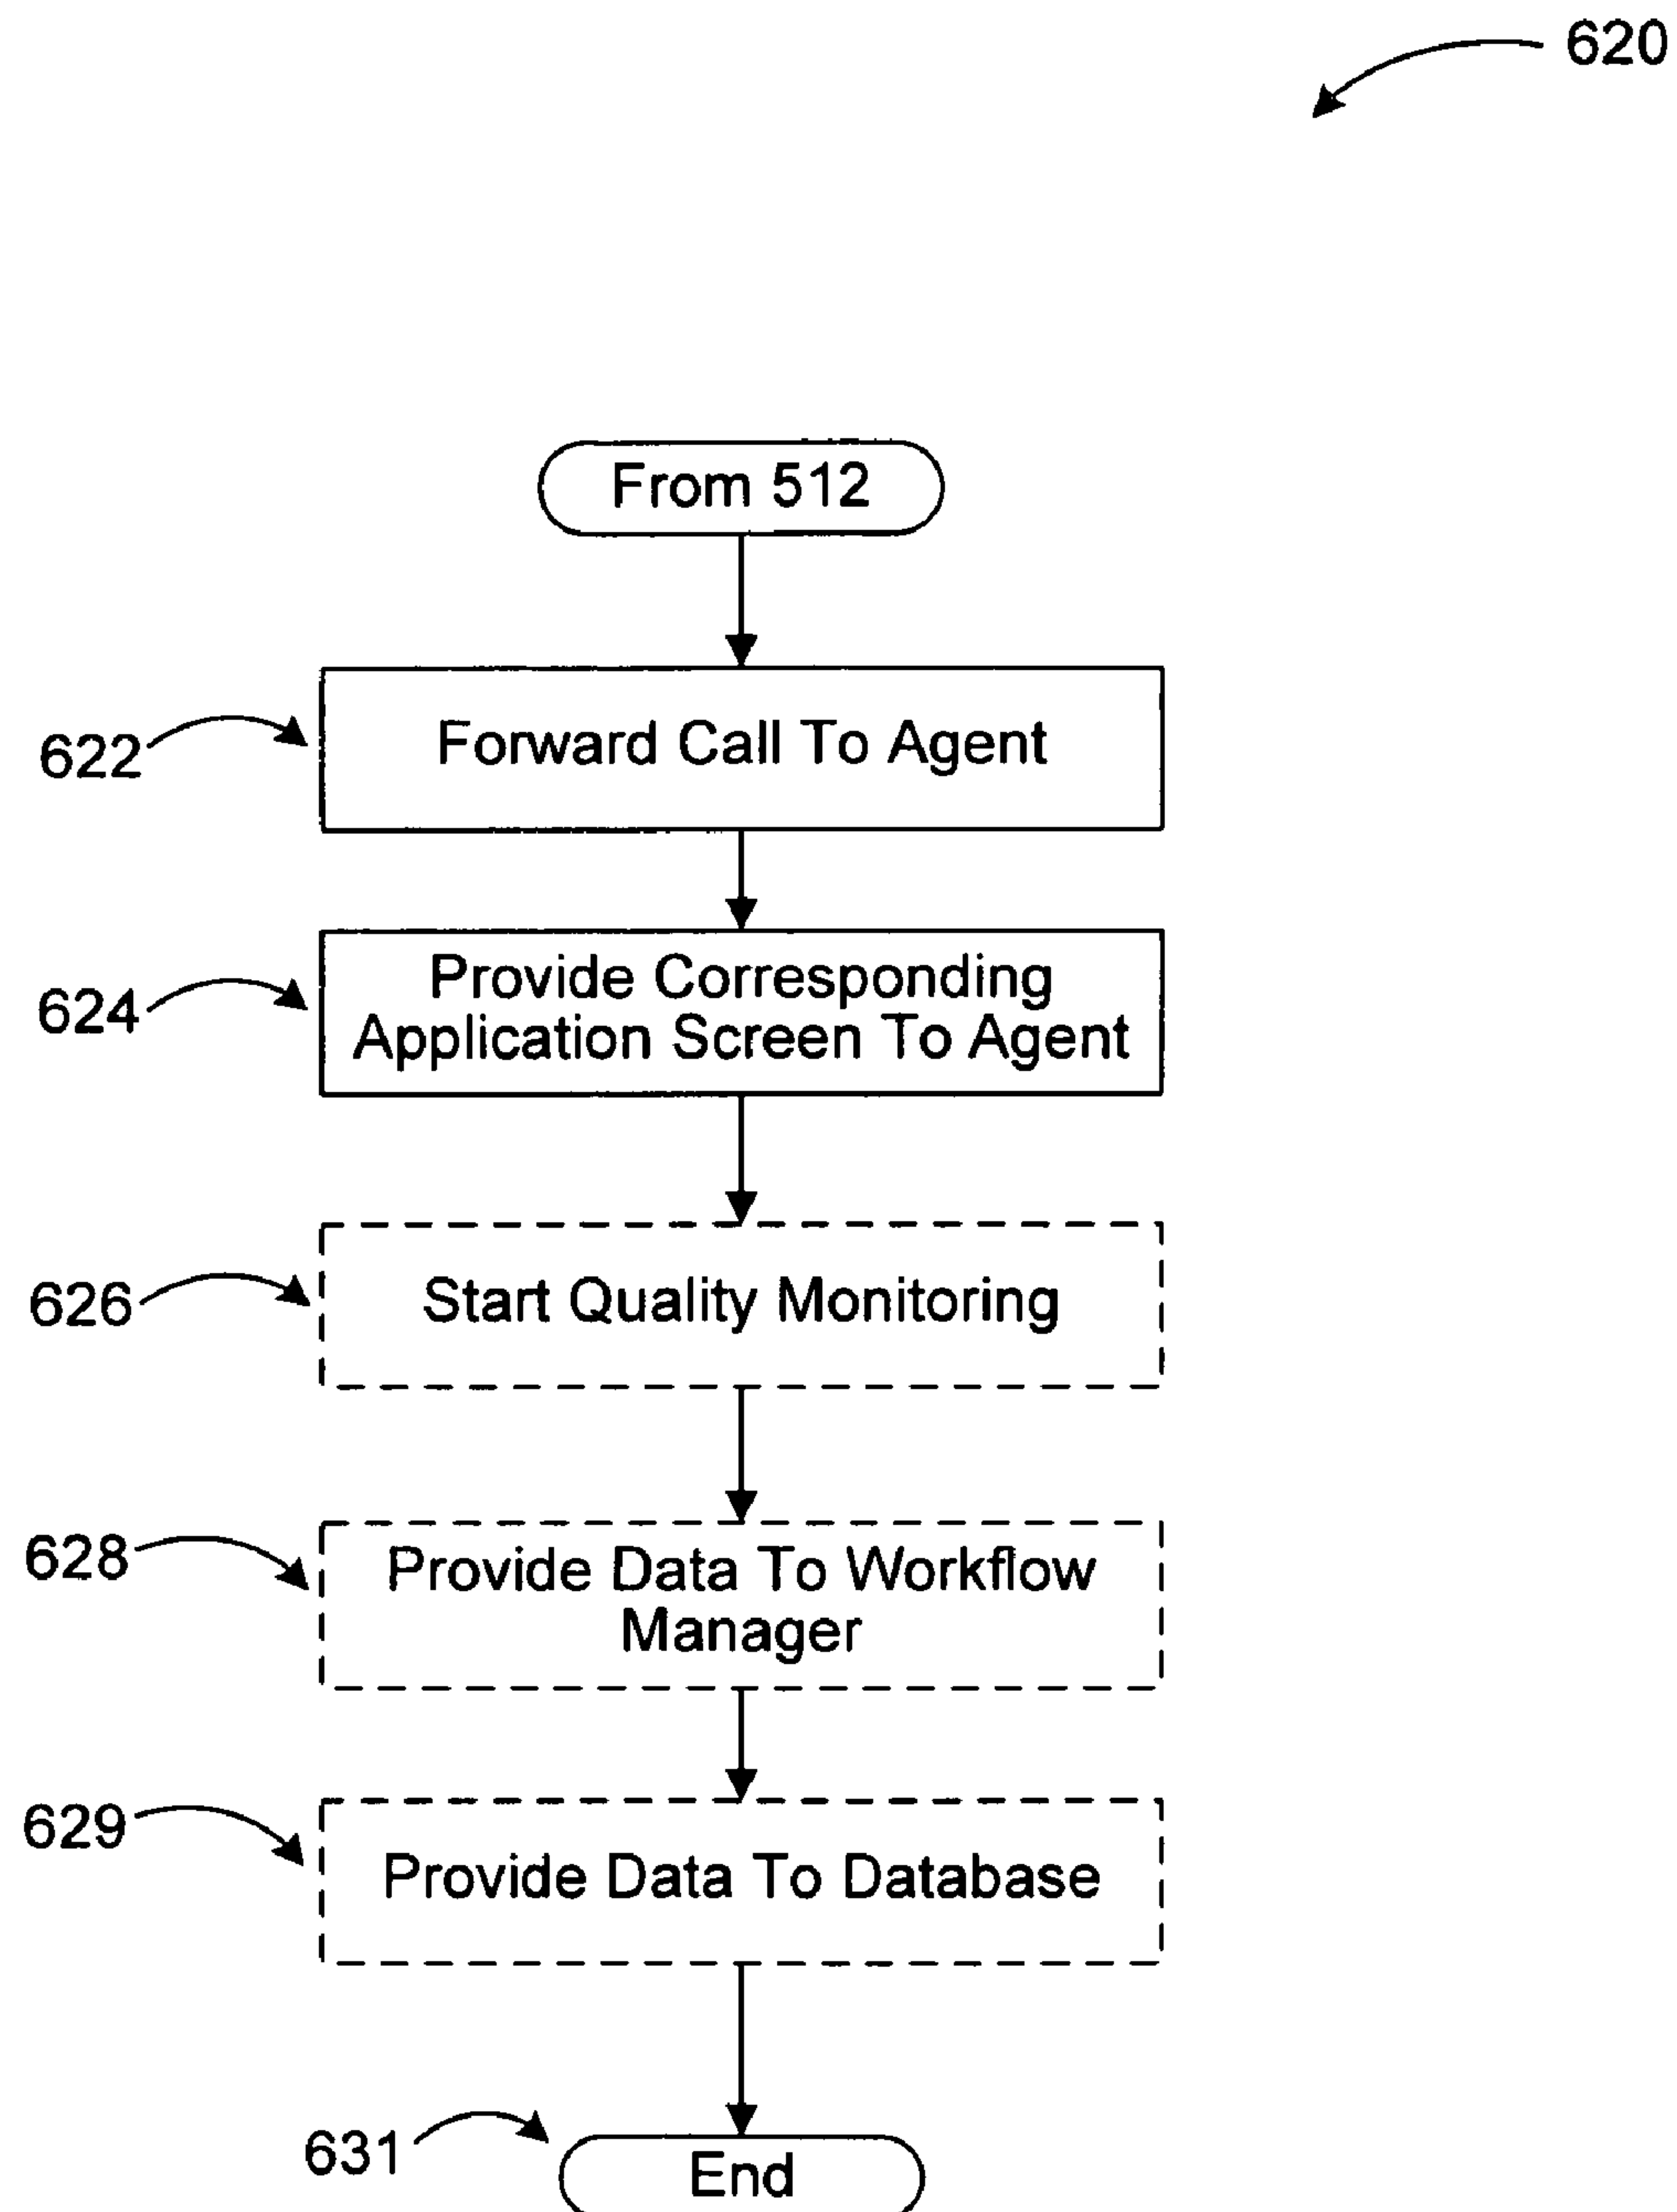 620
From 512
622
Forward Call To Agent
624
Provide Corresponding
Application Screen To Agent
626
Start Quality Monitoring
628
Provide Data To Workflow
Manager
629
Provide Data To Database
631
End